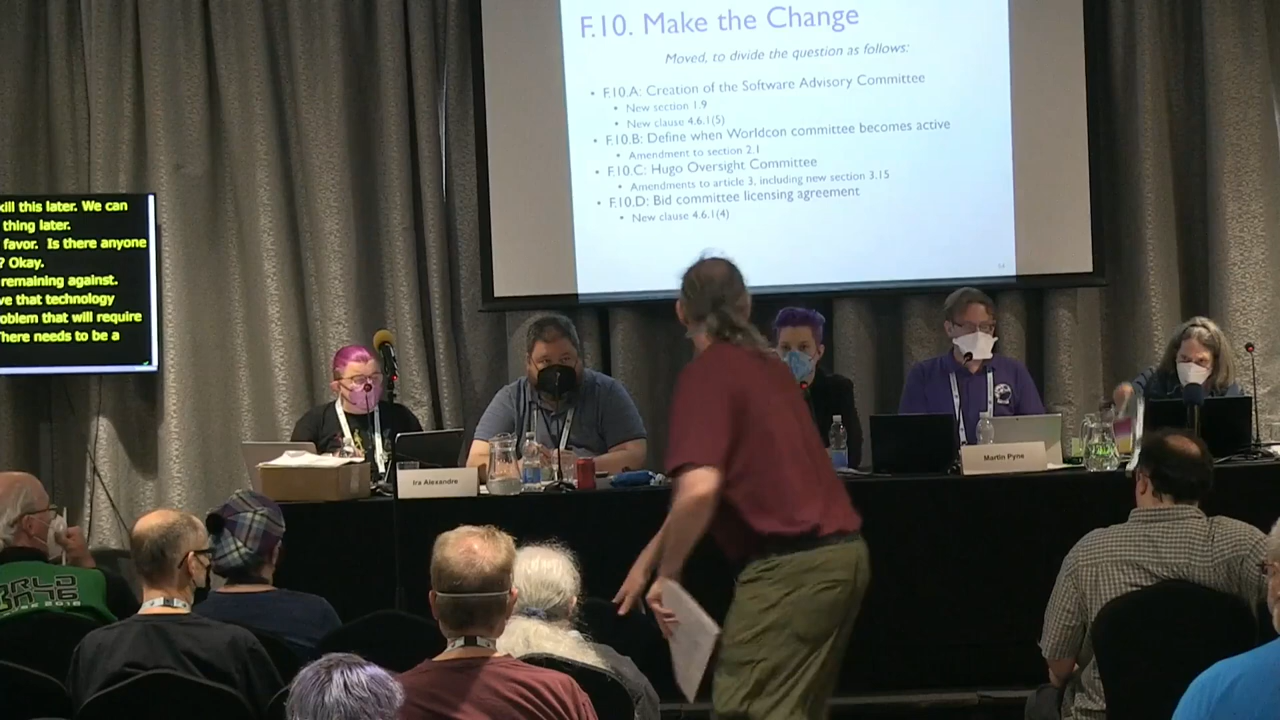 F.10. Make the Change
Moved, to divide the question as follows:
• F.10.A: Creation of the Software Advisory Committee
• New section 1.9
• New clause 4.6.1(5)
• F.10.B: Define when Worldcon committee becomes active
• Amendment to section 2.1
• F.10.C: Hugo Oversight Committee
• Amendments to article 3, including new section 3.15
• F.10.D: Bid committee licensing agreement
• New clause 4.6.1(4)
kill this later. We can
thing later.
favor. Is there anyone
? Okay.
remaining against.
ve that technology
oblem that will require
here needs to be a
Ira Alexandre
Martin Pyne